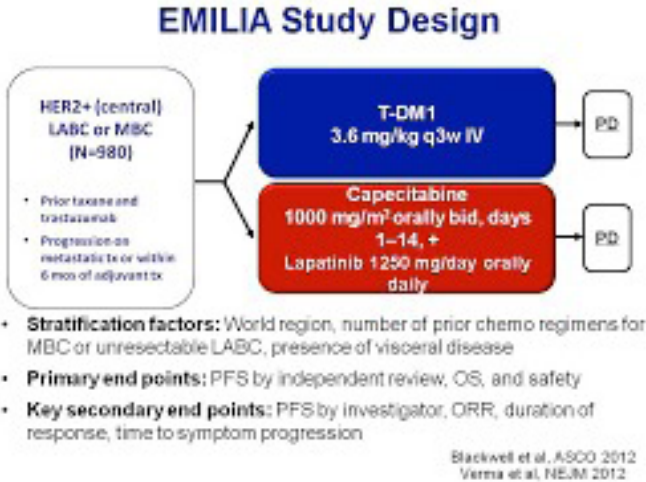 EMILIA Study Design
HER2+ (central)
LABC or MBC
(N=980)
• Prior taxane and
trastuzumab
• Progression on
metastatic tx or within
6 mos of adjuvant tx
T-DM1
3.6 mg/kg q3w IV
PD
Capecitabine
1000 mg/m² orally bid, days
1–14, +
Lapatinib 1250 mg/day orally
daily
PD
• Stratification factors: World region, number of prior chemo regimens for
MBC or unresectable LABC, presence of visceral disease
• Primary end points: PFS by independent review, OS, and safety
• Key secondary end points: PFS by investigator, ORR, duration of
response, time to symptom progression
Blackwell et al, ASCO 2012
Verma et al, NEJM 2012